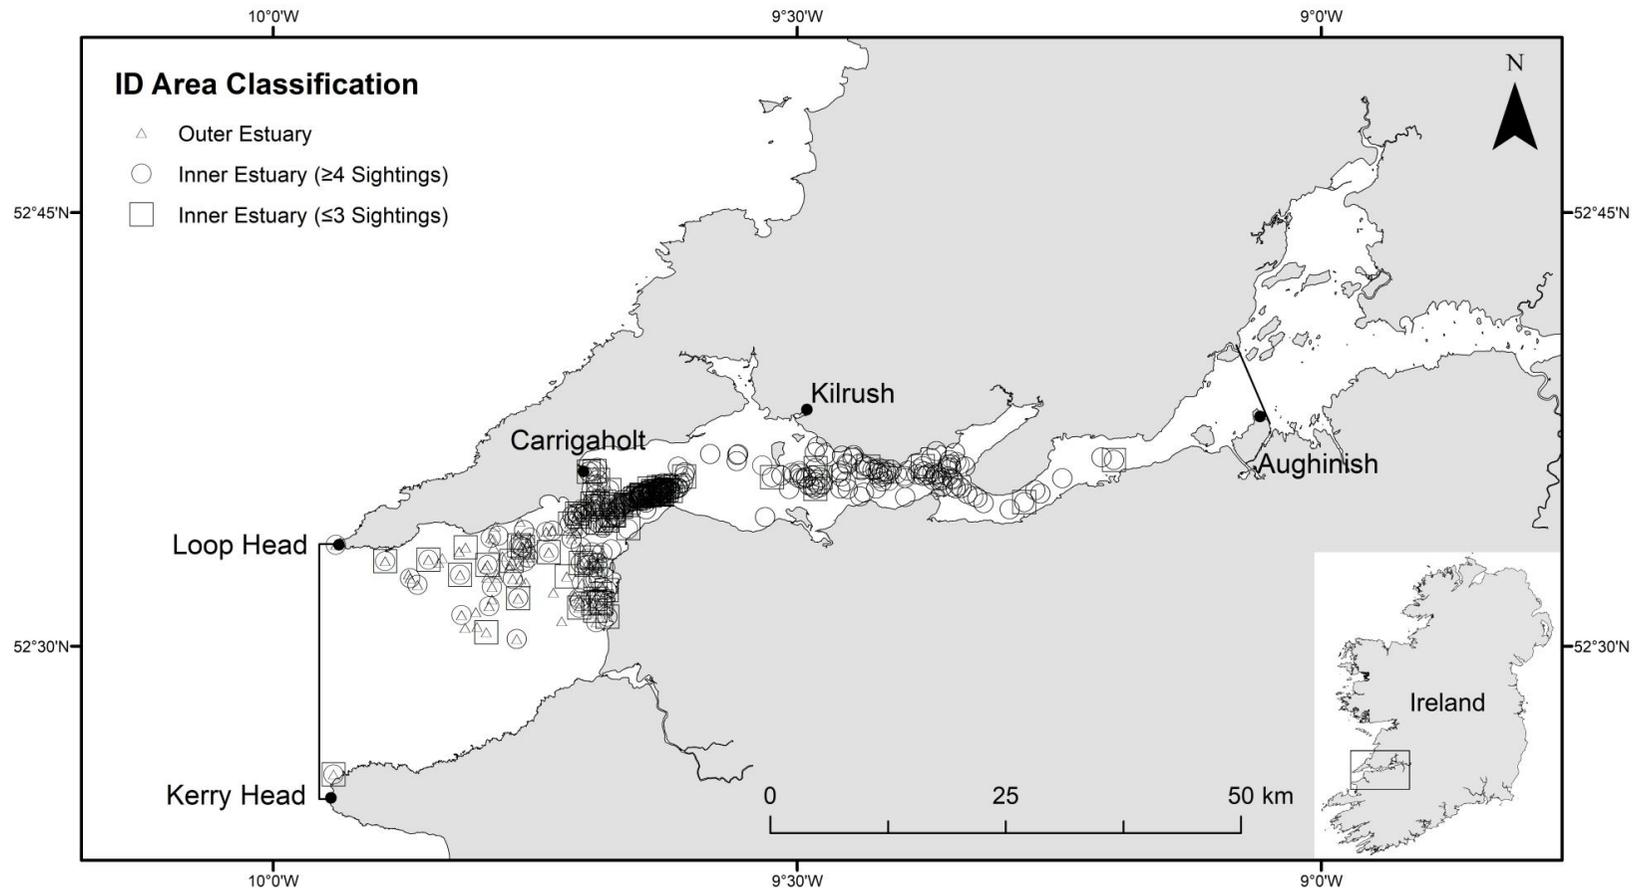 10°0'W 9°30'W 9°0'W
ID Area Classification
Outer Estuary
Inner Estuary (≥4 Sightings)
Inner Estuary (≤3 Sightings)
N
52°45'N 52°45'N
Kilrush
Carrigaholt
Aughinish
Loop Head
52°30'N 52°30'N
Ireland
Kerry Head
0 25 50 km
10°0'W 9°30'W 9°0'W